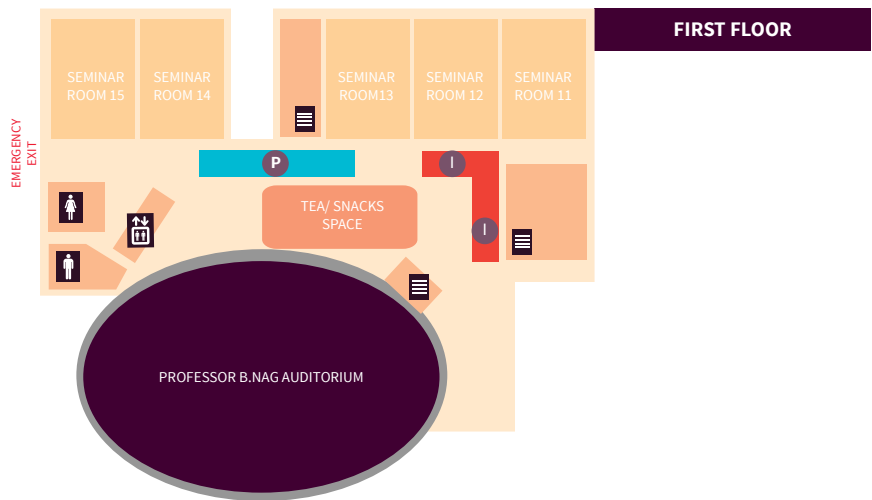 FIRST FLOOR
SEMINAR
ROOM 15
SEMINAR
ROOM 14
SEMINAR
ROOM13
SEMINAR
ROOM 12
SEMINAR
ROOM 11
EMERGENCY
EXIT
P
I
I
TEA/ SNACKS
SPACE
PROFESSOR B.NAG AUDITORIUM